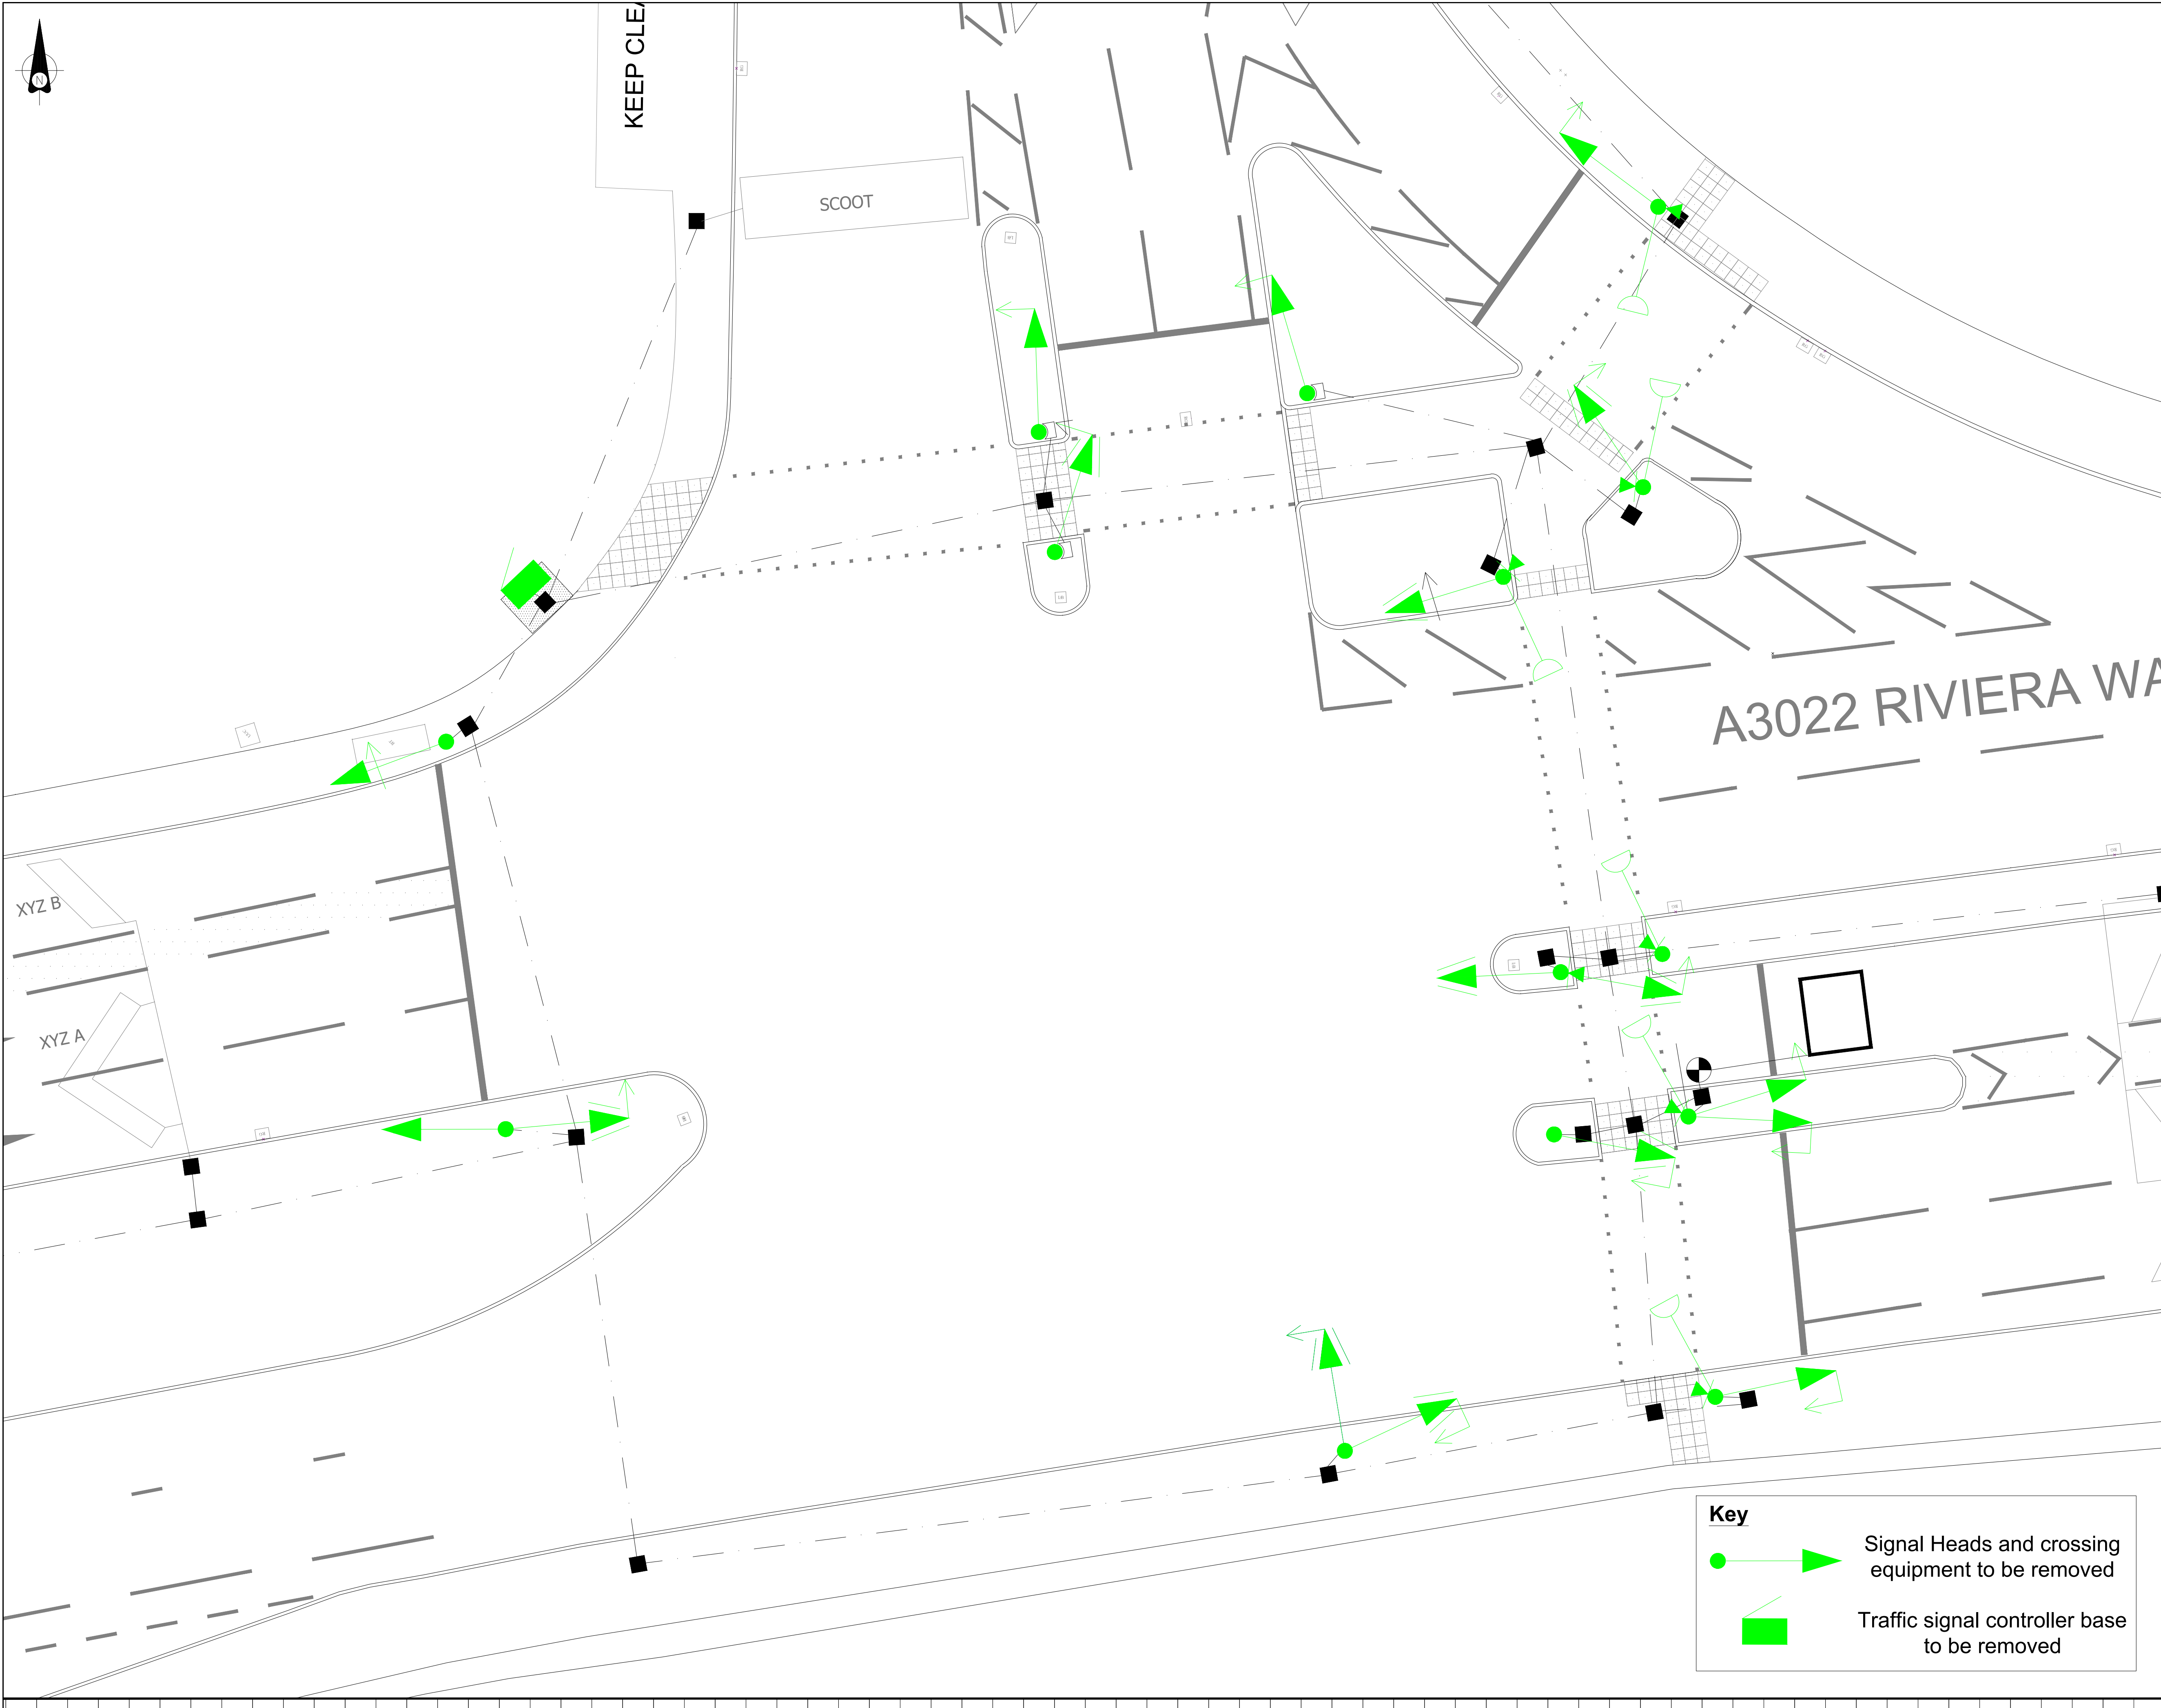 KEEP CLEA
N
SCOOT
A3022 RIVIERA WA
XYZ B
XYZ A
Key
Signal Heads and crossing
equipment to be removed
Traffic signal controller base
to be removed